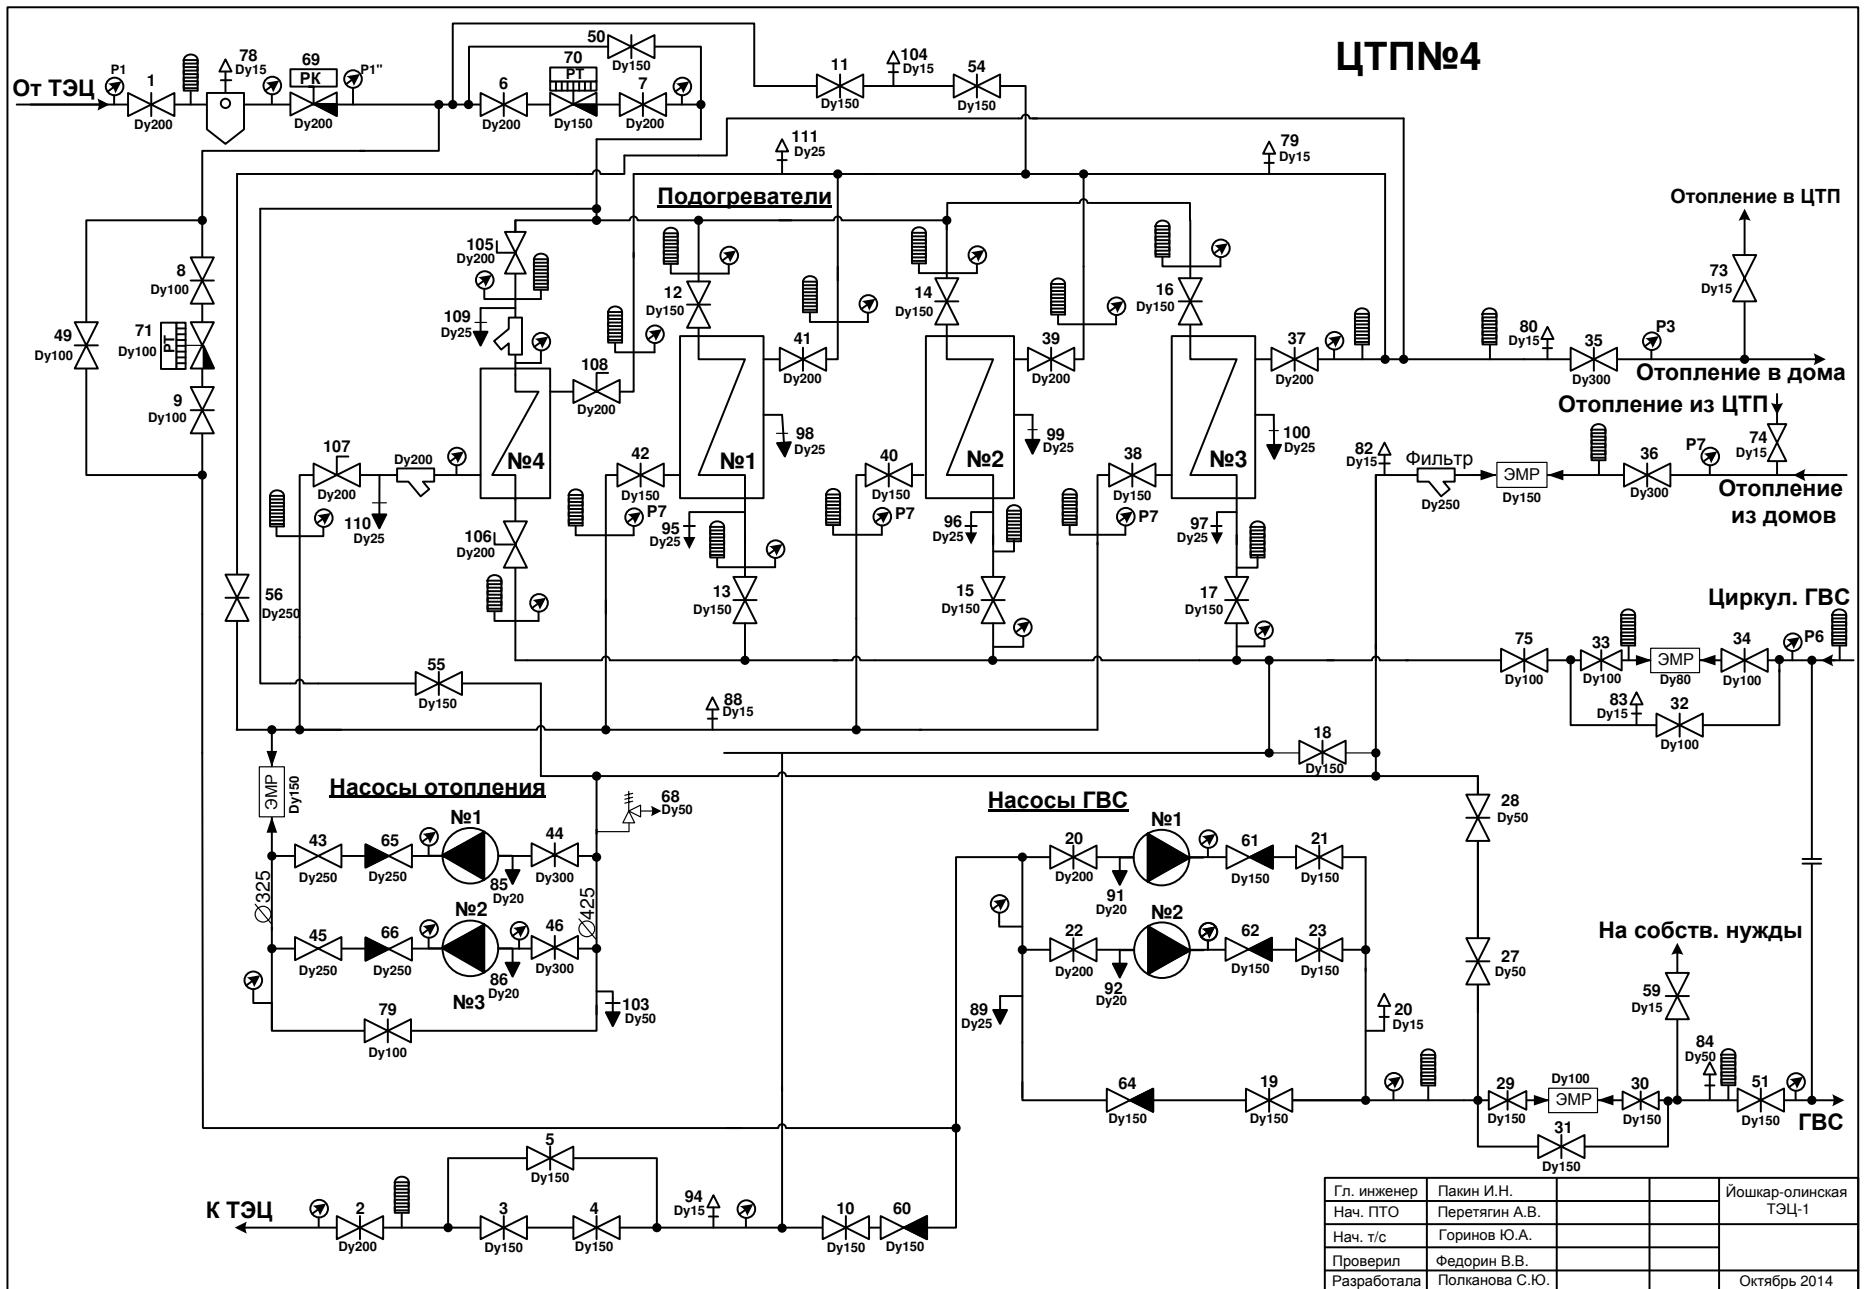 ЦТП№4
От ТЭЦ
P1
1
Dy200
78
Dy15
69
РК
Dy200
P1"
50
Dy150
6
Dy200
70
РТ
Dy150
7
Dy200
11
Dy150
104
Dy15
54
Dy150
111
Dy25
79
Dy15
Подогреватели
Отопление в ЦТП
73
Dy15
8
Dy100
49
Dy100
71
Dy100
РТ
9
Dy100
105
Dy200
109
Dy25
108
Dy200
12
Dy150
41
Dy200
14
Dy150
39
Dy200
16
Dy150
37
Dy200
80
Dy15
35
Dy300
P3
Отопление в дома
Отопление из ЦТП
74
Dy15
82
Dy15
Фильтр
Dy250
ЭМР
Dy150
36
Dy300
P7
Отопление
из домов
107
Dy200
Dy200
110
Dy25
№4
106
Dy200
42
Dy150
P7
№1
98
Dy25
95
Dy25
13
Dy150
40
Dy150
P7
№2
99
Dy25
96
Dy25
15
Dy150
38
Dy150
P7
№3
100
Dy25
97
Dy25
17
Dy150
56
Dy250
55
Dy150
88
Dy15
Циркул. ГВС
75
Dy100
33
Dy100
ЭМР
Dy80
34
Dy100
P6
83
Dy15
32
Dy100
18
Dy150
ЭМР
Dy150
Насосы отопления
68
Dy50
№1
43
Dy250
65
Dy250
44
Dy300
85
Dy20
∅325
∅425
№2
45
Dy250
66
Dy250
46
Dy300
86
Dy20
№3
79
Dy100
103
Dy50
Насосы ГВС
№1
20
Dy200
61
Dy150
21
Dy150
91
Dy20
№2
22
Dy200
62
Dy150
23
Dy150
92
Dy20
89
Dy25
20
Dy15
64
Dy150
19
Dy150
28
Dy50
27
Dy50
На собств. нужды
59
Dy15
84
Dy50
29
Dy150
Dy100
ЭМР
30
Dy150
51
Dy150
ГВС
31
Dy150
К ТЭЦ
2
Dy200
5
Dy150
3
Dy150
4
Dy150
94
Dy15
10
Dy150
60
Dy150
Гл. инженер Пакин И.Н. Йошкар-олинская
ТЭЦ-1
Нач. ПТО Перетягин А.В.
Нач. т/с Горинов Ю.А.
Проверил Федорин В.В.
Разработала Полканова С.Ю. Октябрь 2014